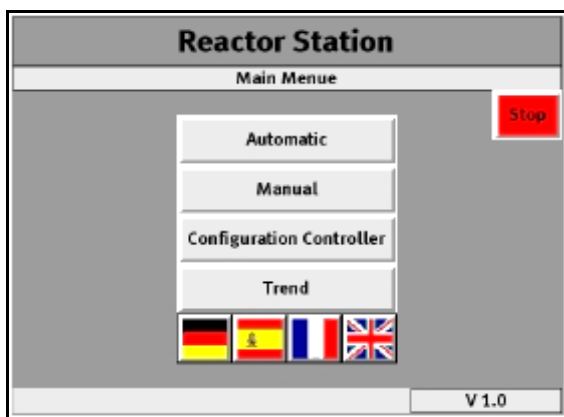 Reactor Station
Main Menue
Stop
Automatic
Manual
Configuration Controller
Trend
V 1.0